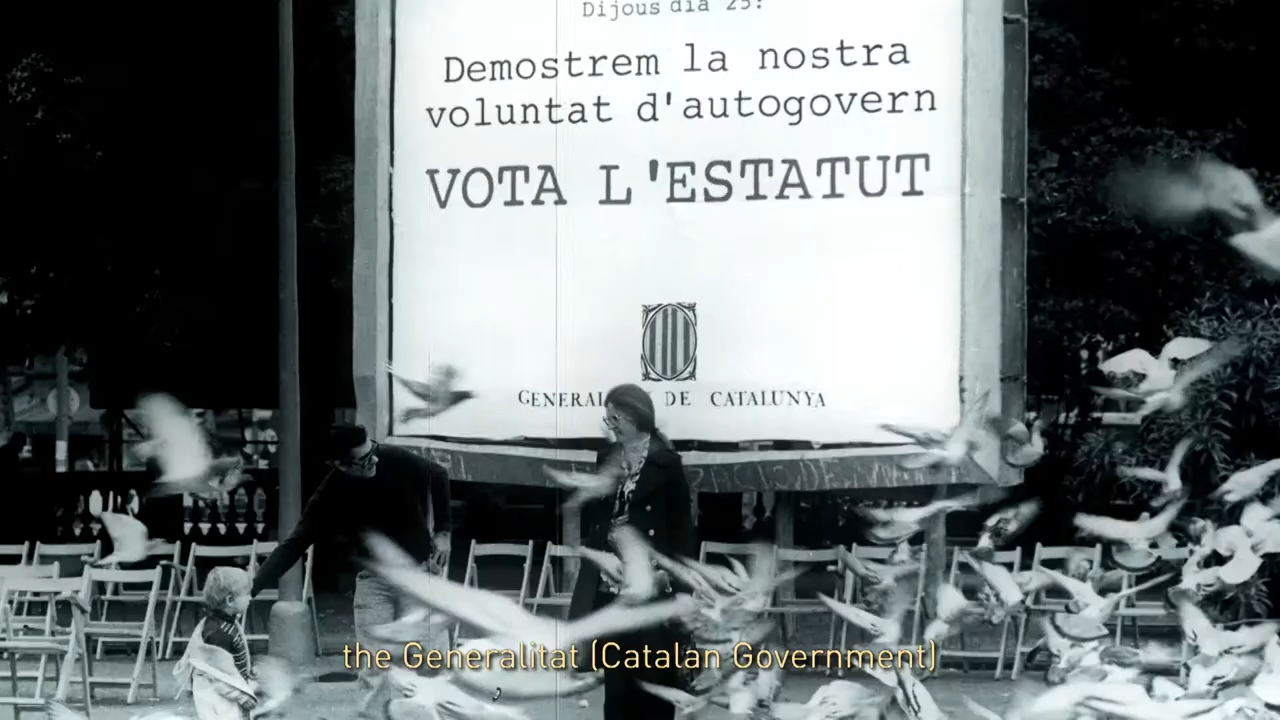 Dijous dia 25:
Demostrem la nostra
voluntat d'autogovern
VOTA L'ESTATUT
GENERAL DE CATALUNYA
the Generalitat (Catalan Government)